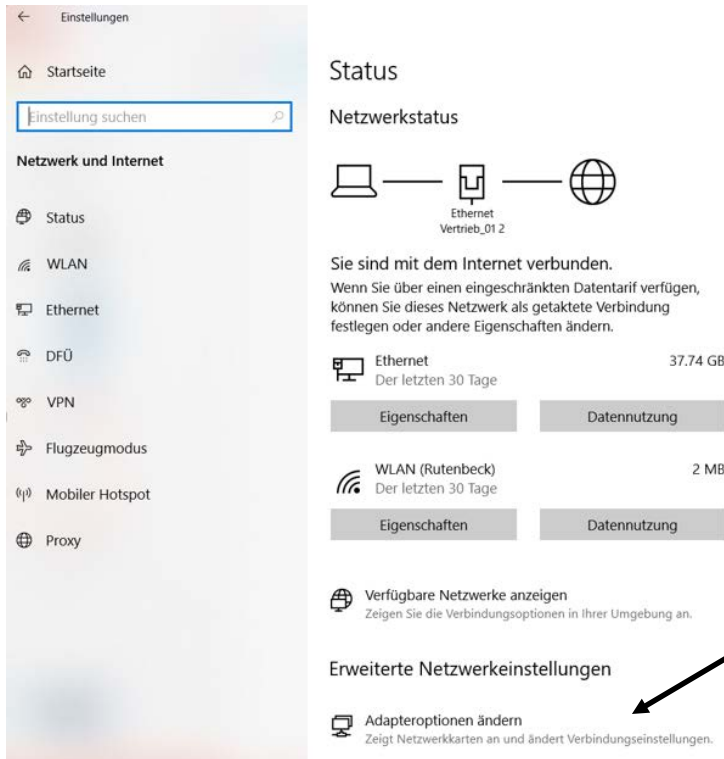 Einstellungen
Startseite
Einstellung suchen
Netzwerk und Internet
Status
WLAN
Ethernet
DFÜ
VPN
Flugzeugmodus
Mobiler Hotspot
Proxy
Status
Netzwerkstatus
Ethernet
Vertrieb_01 2
Sie sind mit dem Internet verbunden.
Wenn Sie über einen eingeschränkten Datentarif verfügen,
können Sie dieses Netzwerk als getaktete Verbindung
festlegen oder andere Eigenschaften ändern.
Ethernet 37.74 GB
Der letzten 30 Tage
Eigenschaften Datennutzung
WLAN (Rutenbeck) 2 MB
Der letzten 30 Tage
Eigenschaften Datennutzung
Verfügbare Netzwerke anzeigen
Zeigen Sie die Verbindungsoptionen in Ihrer Umgebung an.
Erweiterte Netzwerkeinstellungen
Adapteroptionen ändern
Zeigt Netzwerkkarten an und ändert Verbindungseinstellungen.